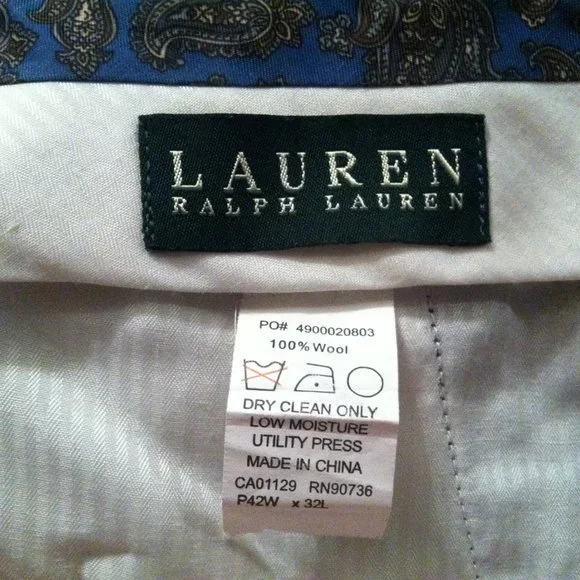 LAUREN
RALPH LAUREN
PO# 4900020803
100% Wool
DRY CLEAN ONLY
LOW MOISTURE
UTILITY PRESS
MADE IN CHINA
CA01129 RN90736
P42W x 32L